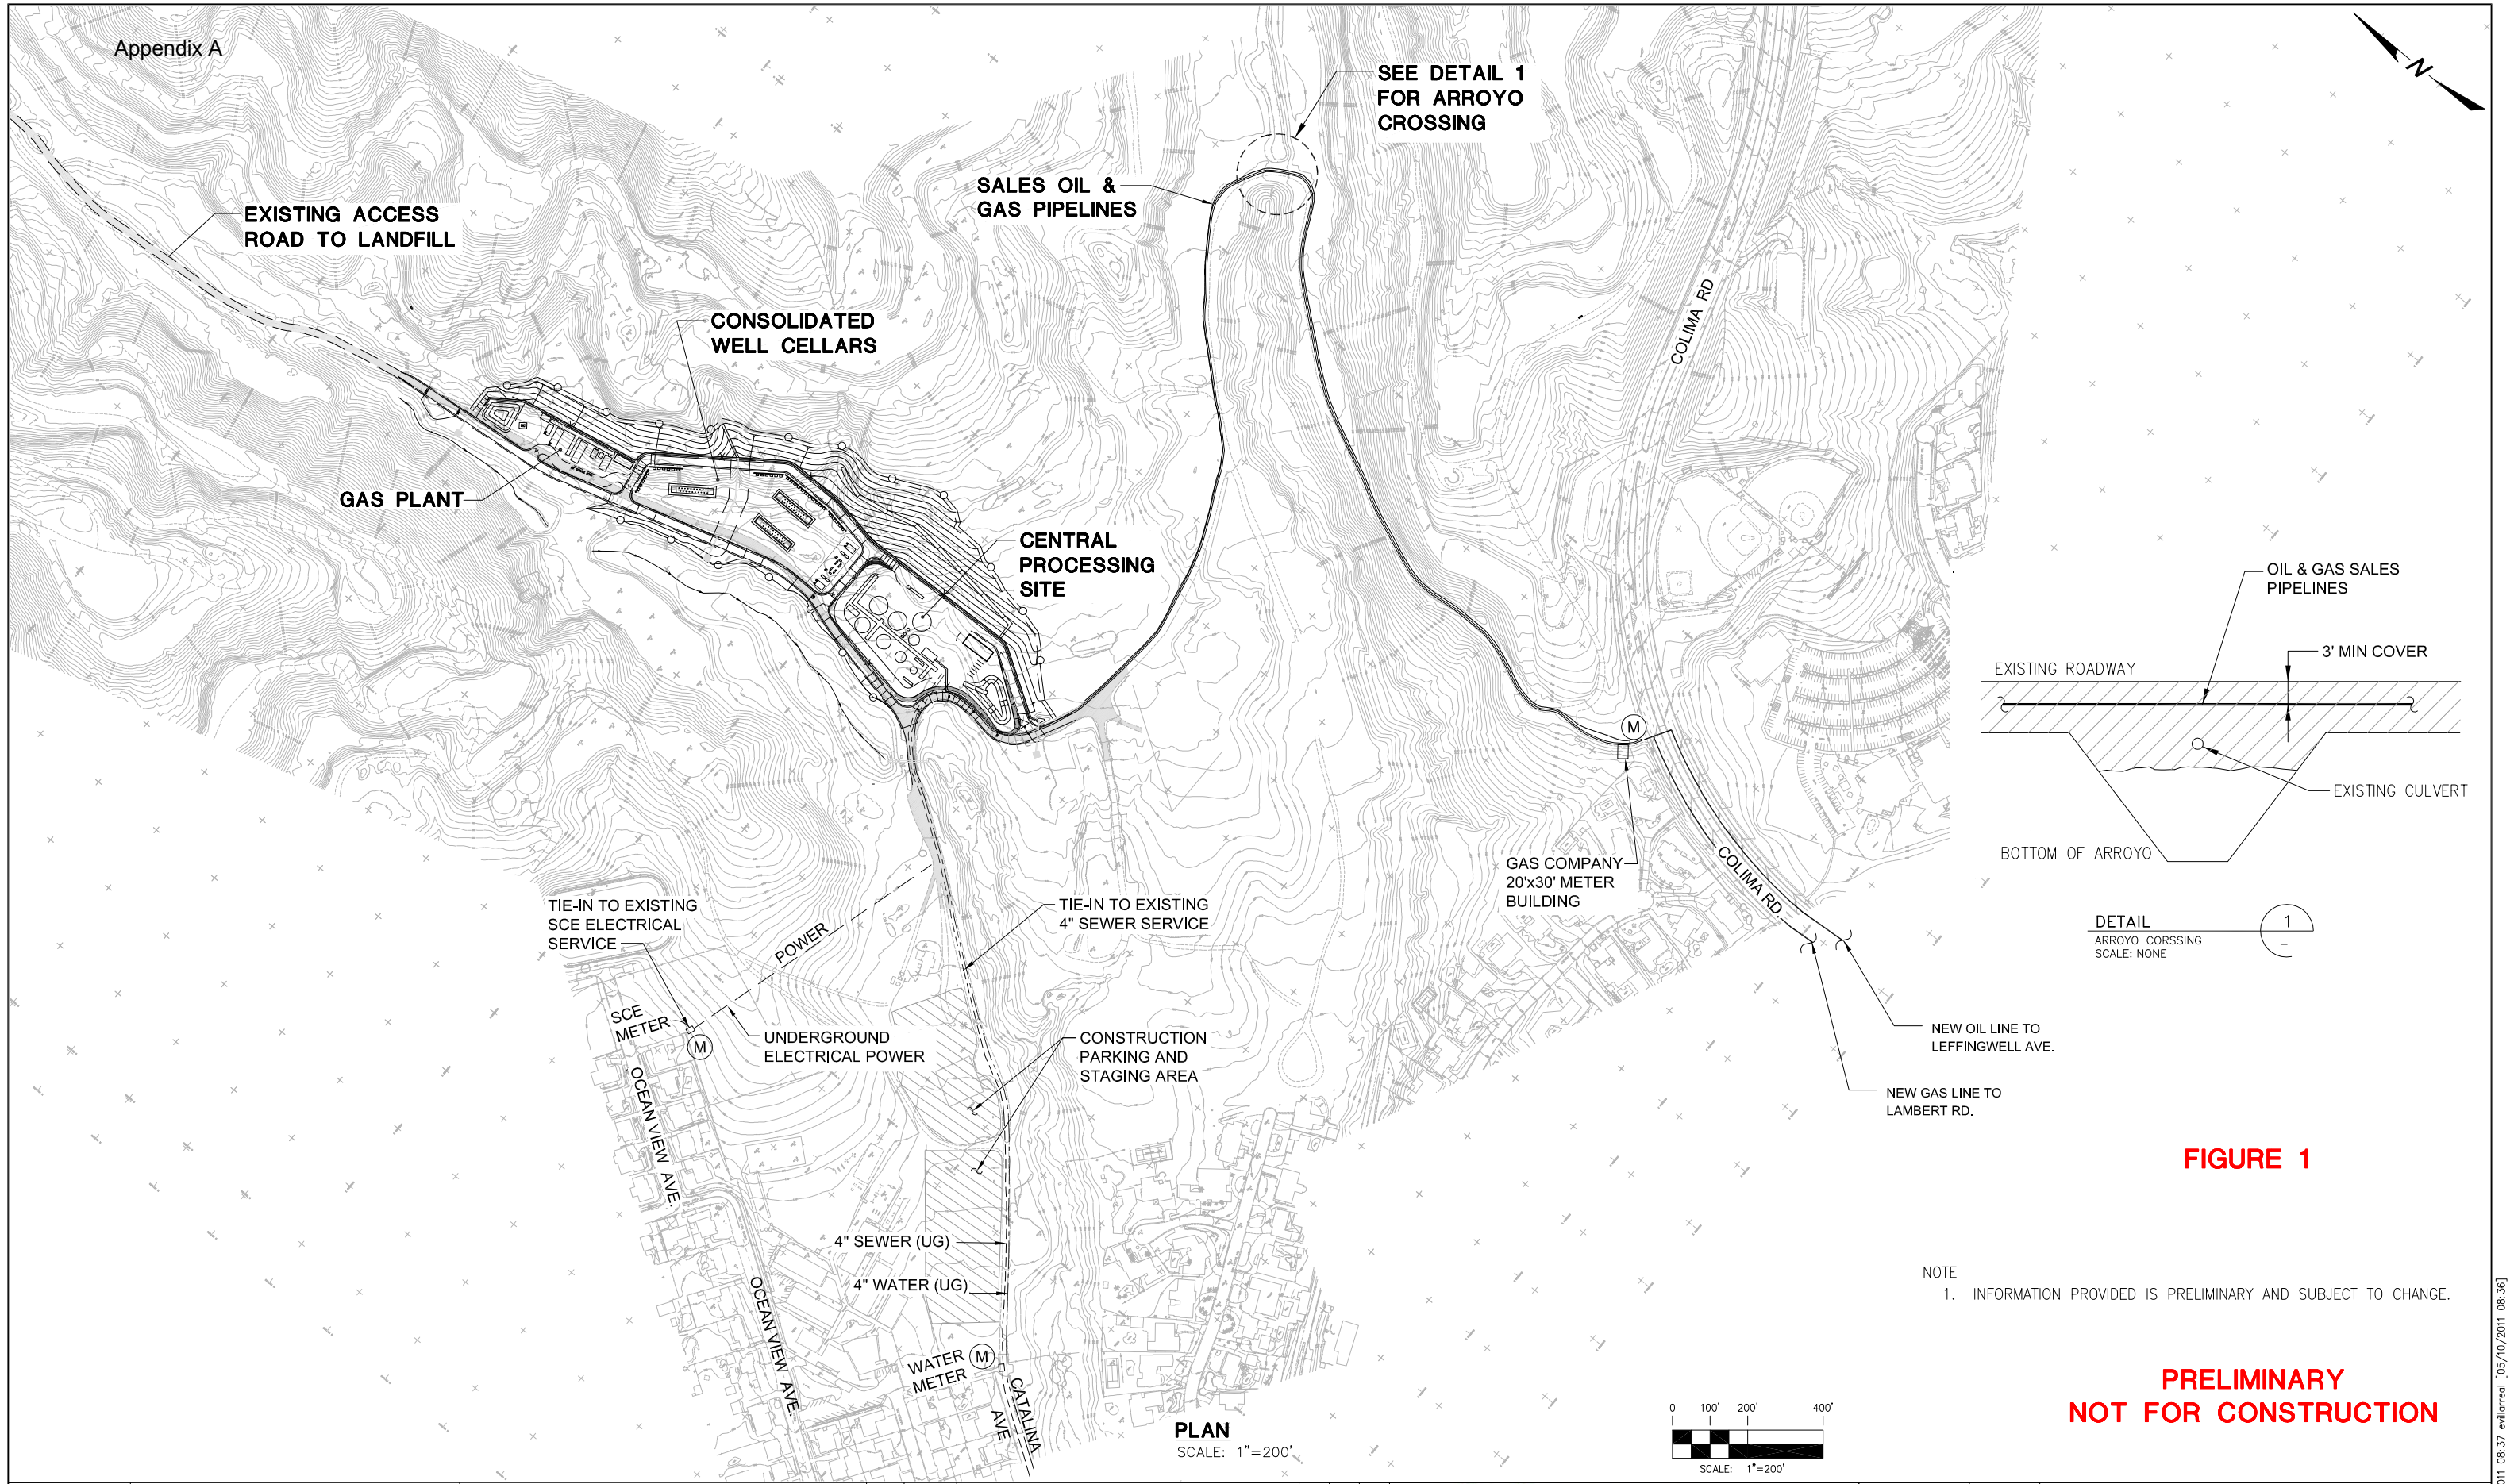 Appendix A
N
SEE DETAIL 1
FOR ARROYO
CROSSING
SALES OIL &
GAS PIPELINES
EXISTING ACCESS
ROAD TO LANDFILL
CONSOLIDATED
WELL CELLARS
COLIMA RD
GAS PLANT
CENTRAL
PROCESSING
SITE
OIL & GAS SALES
PIPELINES
3' MIN COVER
EXISTING ROADWAY
M
EXISTING CULVERT
BOTTOM OF ARROYO
GAS COMPANY
20'x30' METER
BUILDING
COLIMA RD.
DETAIL
1
ARROYO CORSSING
–
SCALE: NONE
TIE-IN TO EXISTING
SCE ELECTRICAL
SERVICE
POWER
TIE-IN TO EXISTING
4" SEWER SERVICE
SCE
METER
M
UNDERGROUND
ELECTRICAL POWER
CONSTRUCTION
PARKING AND
STAGING AREA
NEW OIL LINE TO
LEFFINGWELL AVE.
NEW GAS LINE TO
LAMBERT RD.
OCEAN VIEW AVE.
FIGURE 1
4" SEWER (UG)
4" WATER (UG)
OCEAN VIEW AVE.
NOTE
1. INFORMATION PROVIDED IS PRELIMINARY AND SUBJECT TO CHANGE.
WATER
METER
M
CATALINA
AVE
PLAN
SCALE: 1"=200'
0 100' 200' 400'
SCALE: 1"=200'
PRELIMINARY
NOT FOR CONSTRUCTION
011 08:37 evillarreal [05/10/2011 08:36]